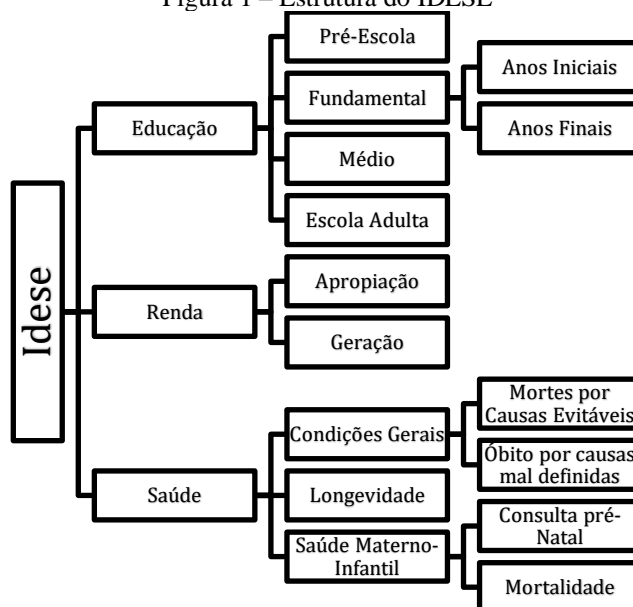 Figura 1 – Estrutura do IDESE
Idese
Educação
Pré-Escola
Fundamental
Anos Iniciais
Anos Finais
Médio
Escola Adulta
Renda
Apropiação
Geração
Saúde
Condições Gerais
Mortes por
Causas Evitáveis
Óbito por causas
mal definidas
Longevidade
Saúde Materno-
Infantil
Consulta pré-
Natal
Mortalidade